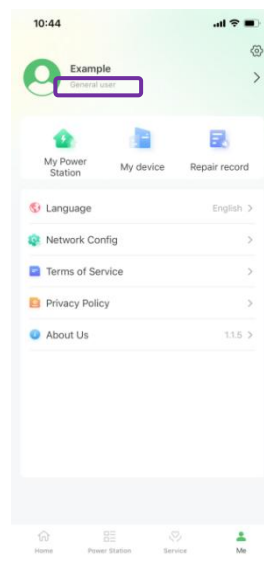 10:44
Example
General user
My Power
Station
My device
Repair record
Language English
Network Config
Terms of Service
Privacy Policy
About Us 1.1.5
Home Power Station Service Me